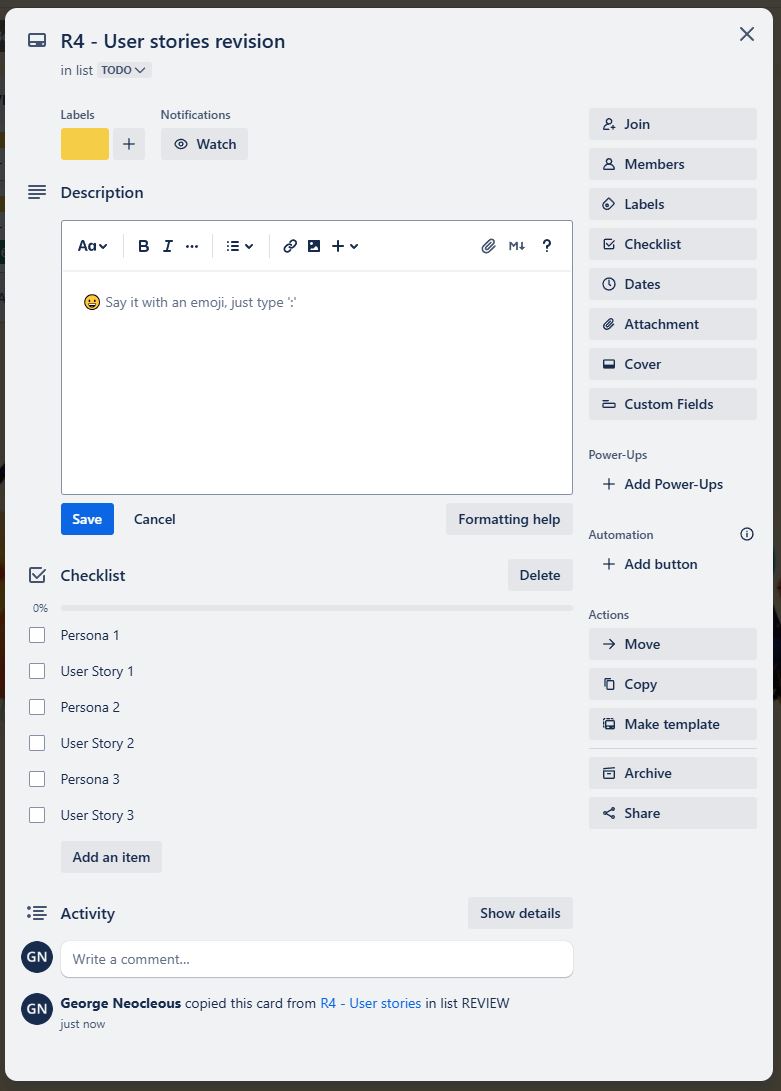 R4 - User stories revision
in list TODO
Labels
Notifications
Watch
Description
Aa B I M↓ ?
Say it with an emoji, just type ':'
Save Cancel Formatting help
Checklist Delete
0%
Persona 1
User Story 1
Persona 2
User Story 2
Persona 3
User Story 3
Add an item
Activity Show details
GN Write a comment...
GN George Neocleous copied this card from R4 - User stories in list REVIEW
just now
Join
Members
Labels
Checklist
Dates
Attachment
Cover
Custom Fields
Power-Ups
Add Power-Ups
Automation
Add button
Actions
Move
Copy
Make template
Archive
Share